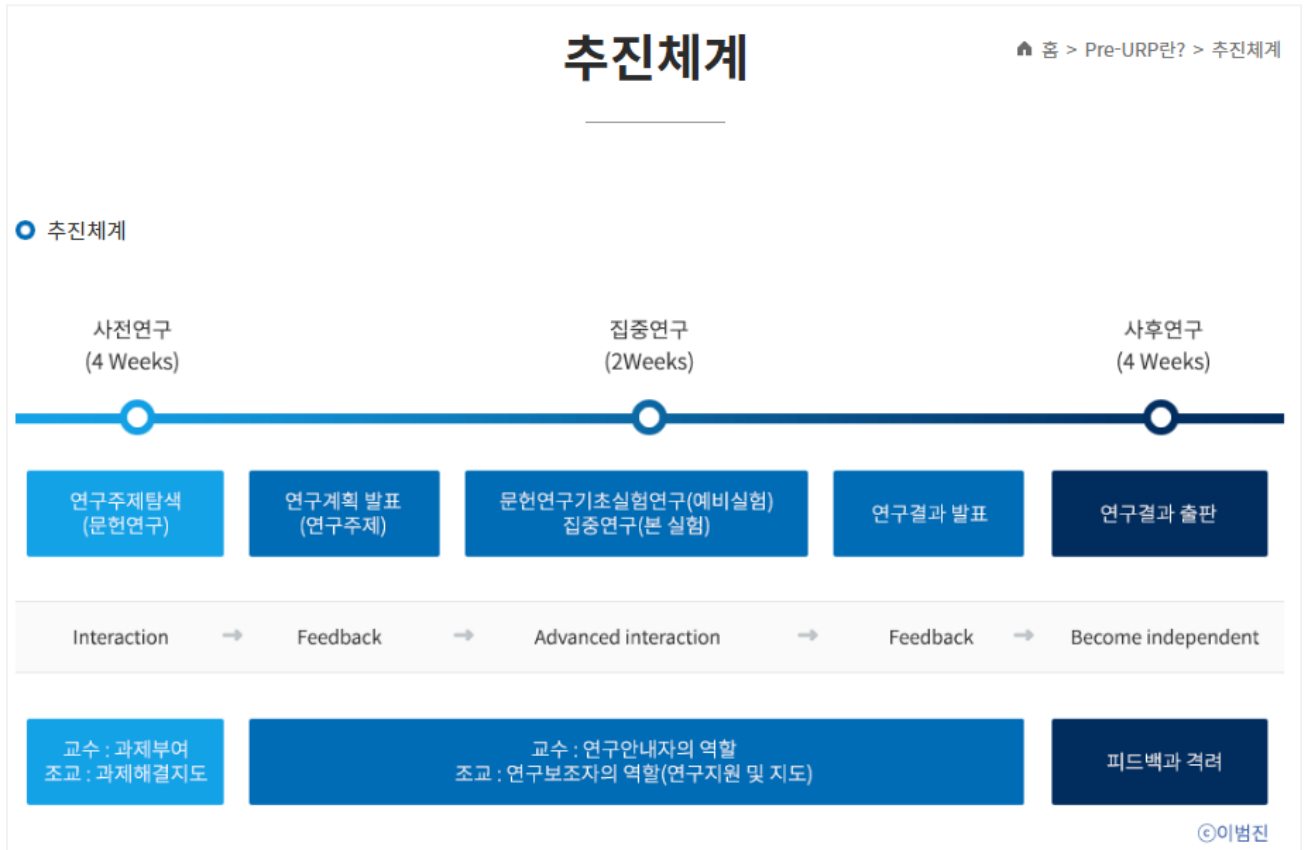 추진체계
홈 > Pre-URP란? > 추진체계
추진체계
사전연구
(4 Weeks)
집중연구
(2Weeks)
사후연구
(4 Weeks)
연구주제탐색
(문헌연구)
연구계획 발표
(연구주제)
문헌연구기초실험연구(예비실험)
집중연구(본 실험)
연구결과 발표
연구결과 출판
Interaction → Feedback → Advanced interaction → Feedback → Become independent
교수 : 과제부여
조교 : 과제해결지도
교수 : 연구안내자의 역할
조교 : 연구보조자의 역할(연구지원 및 지도)
피드백과 격려
ⓒ이범진